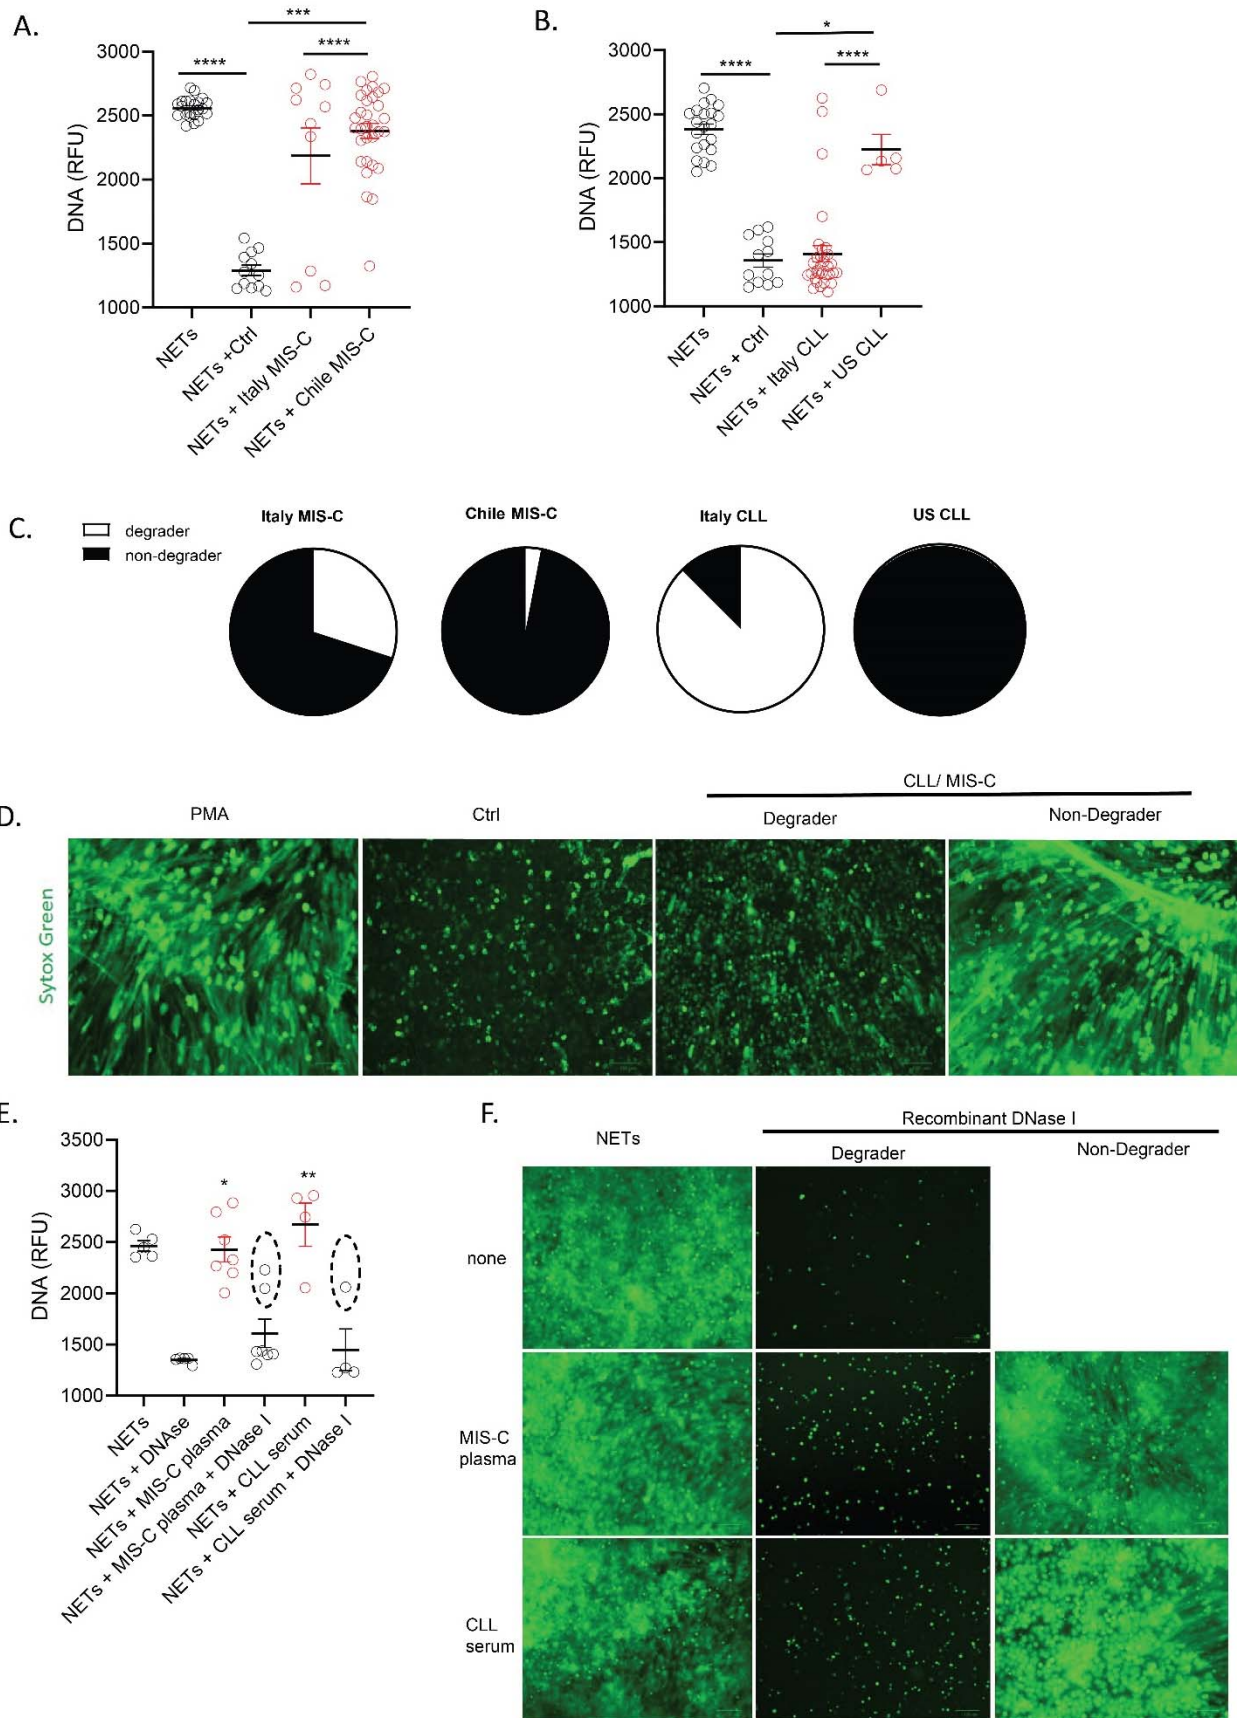 A.
***
****
****
3000
2500
2000
1500
1000
DNA (RFU)
NETs
NETs +Ctrl
NETs + Italy MIS-C
NETs + Chile MIS-C
B.
*
****
****
3000
2500
2000
1500
1000
DNA (RFU)
NETs
NETs + Ctrl
NETs + Italy CLL
NETs + US CLL
C.
degrader
non-degrader
Italy MIS-C
Chile MIS-C
Italy CLL
US CLL
CLL/ MIS-C
D.
PMA
Ctrl
Degrader
Non-Degrader
Sytox Green
E.
3500
3000
2500
2000
1500
1000
DNA (RFU)
*
**
NETs
NETs + DNAse
NETs + MIS-C plasma
NETs + MIS-C plasma + DNase I
NETs + CLL serum
NETs + CLL serum + DNase I
F.
Recombinant DNase I
NETs
Degrader
Non-Degrader
none
MIS-C
plasma
CLL
serum